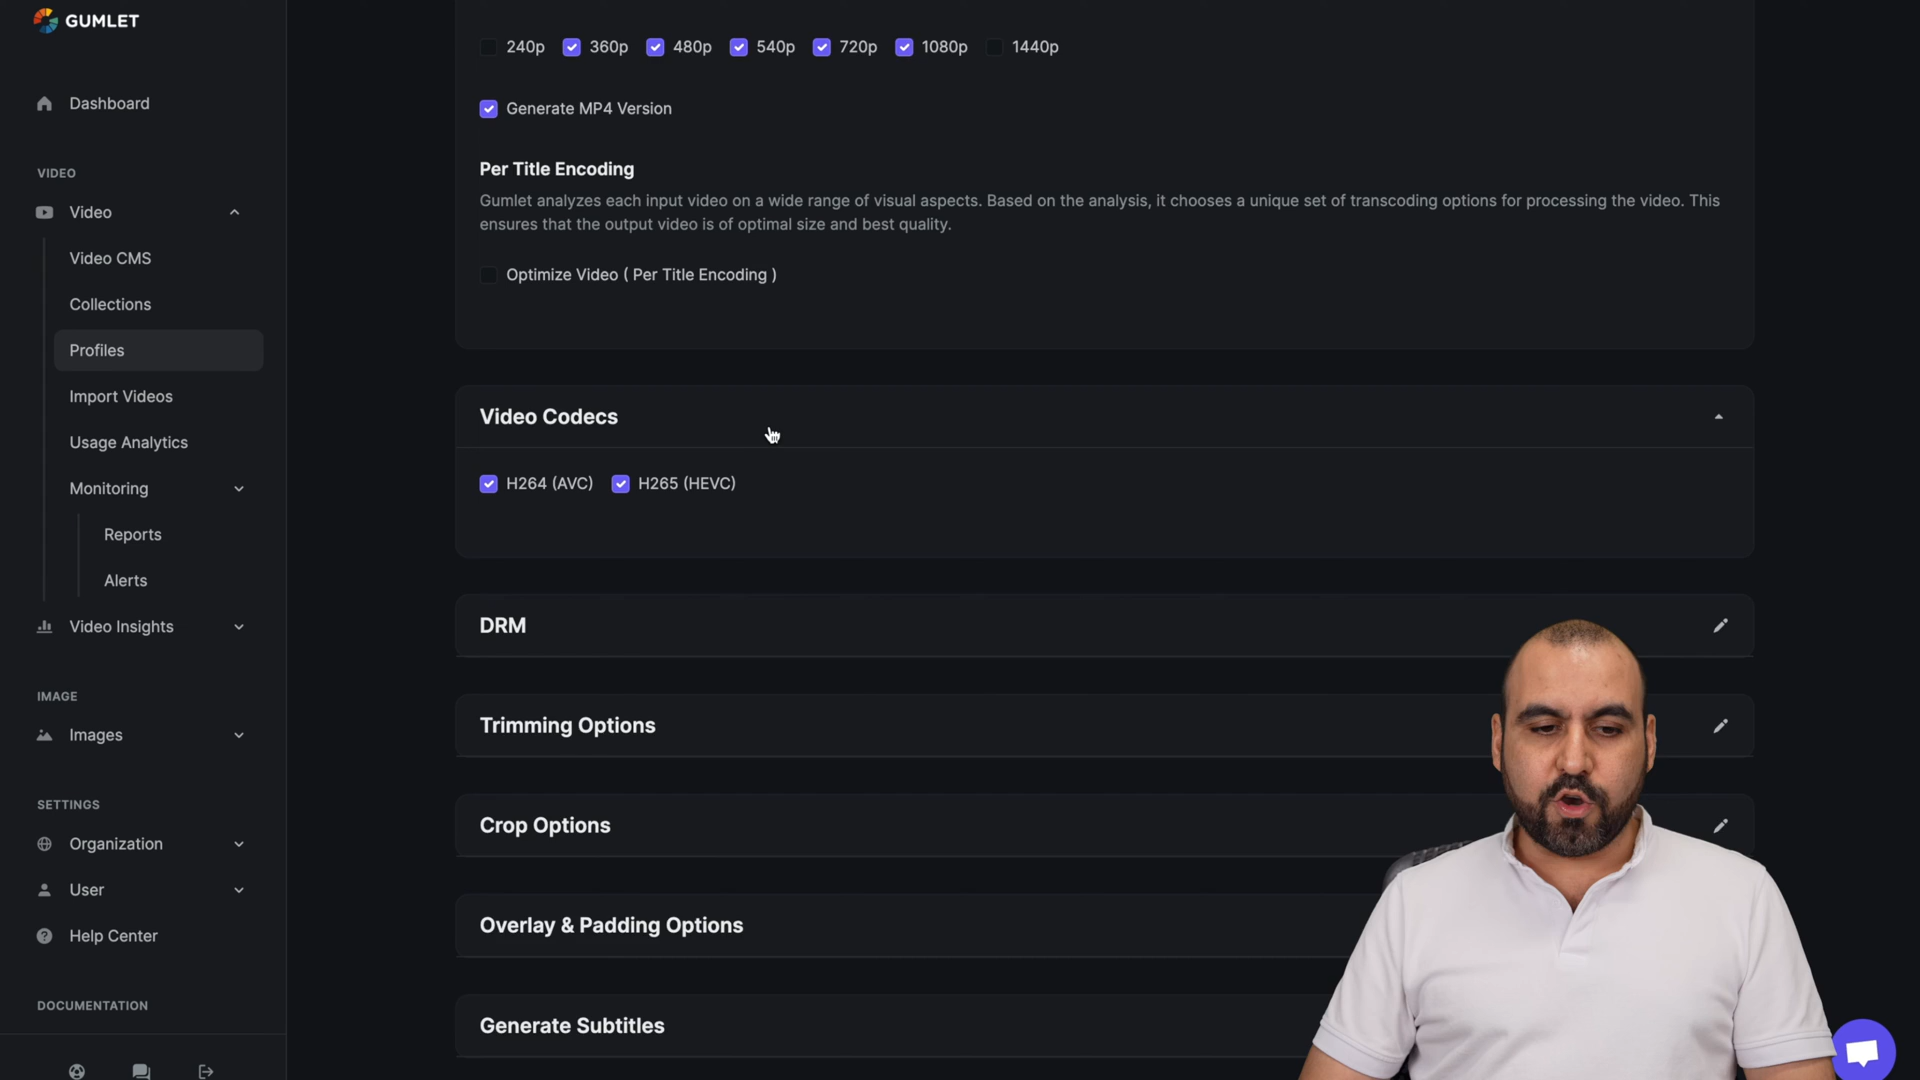 GUMLET
Dashboard
VIDEO
Video
Video CMS
Collections
Profiles
Import Videos
Usage Analytics
Monitoring
Reports
Alerts
Video Insights
IMAGE
Images
SETTINGS
Organization
User
Help Center
DOCUMENTATION
240p 360p 480p 540p 720p 1080p 1440p
Generate MP4 Version
Per Title Encoding
Gumlet analyzes each input video on a wide range of visual aspects. Based on the analysis, it chooses a unique set of transcoding options for processing the video. This
ensures that the output video is of optimal size and best quality.
Optimize Video ( Per Title Encoding )
Video Codecs
H264 (AVC) H265 (HEVC)
DRM
Trimming Options
Crop Options
Overlay & Padding Options
Generate Subtitles